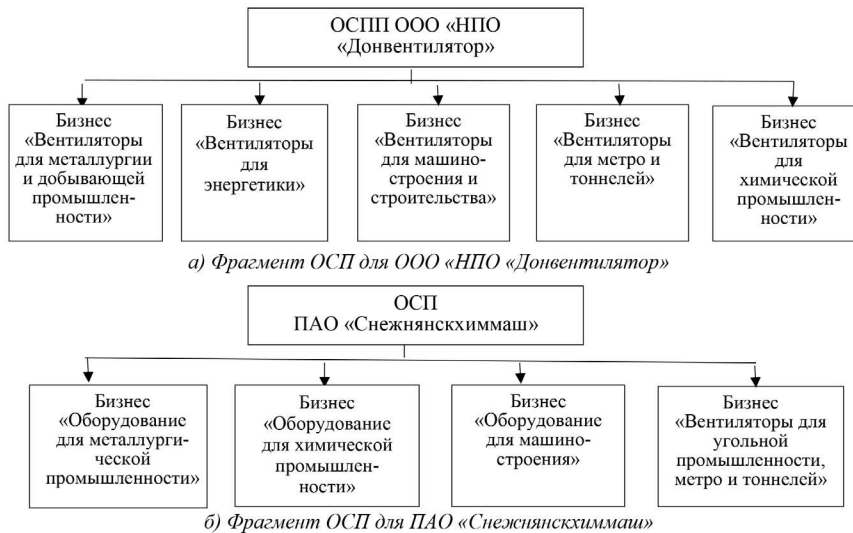 ОСПП ООО «НПО
«Донвентилятор»
Бизнес
«Вентиляторы
для металлургии
и добывающей
промышлен-
ности»
Бизнес
«Вентиляторы
для
энергетики»
Бизнес
«Вентиляторы
для машино-
строения и
строительства»
Бизнес
«Вентиляторы
для метро и
тоннелей»
Бизнес
«Вентиляторы
для
химической
промышлен-
ности»
а) Фрагмент ОСП для ООО «НПО «Донвентилятор»
ОСП
ПАО «Снежнянскхиммаш»
Бизнес
«Оборудование
для металлурги-
ческой
промышленности»
Бизнес
«Оборудование
для химической
промышлен-
ности»
Бизнес
«Оборудование
для машино-
строения»
Бизнес
«Вентиляторы для
угольной
промышленности,
метро и тоннелей»
б) Фрагмент ОСП для ПАО «Снежнянскхиммаш»